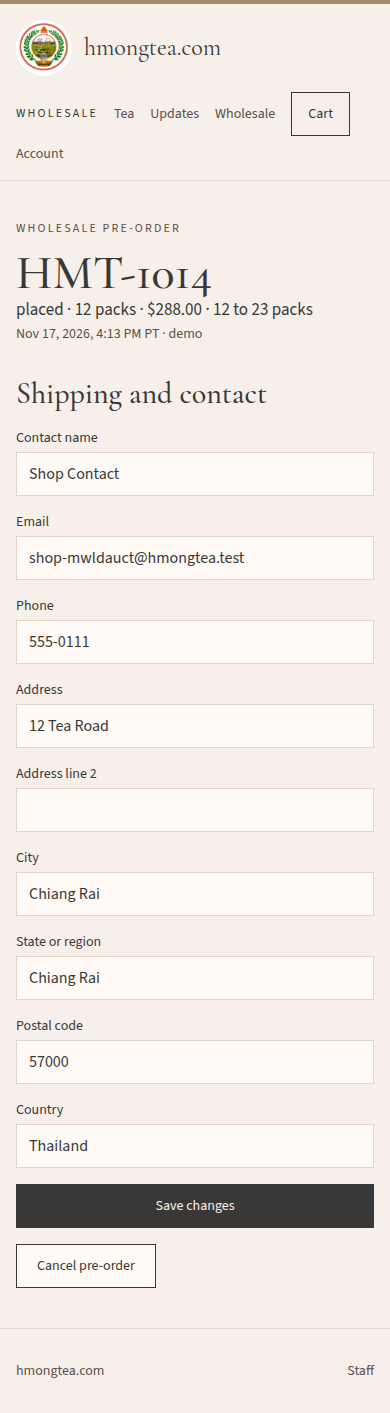 hmongtea.com
WHOLESALE Tea Updates Wholesale Cart
Account
WHOLESALE PRE-ORDER
HMT-1014
placed · 12 packs · $288.00 · 12 to 23 packs
Nov 17, 2026, 4:13 PM PT · demo
Shipping and contact
Contact name
Shop Contact
Email
shop-mwldauct@hmongtea.test
Phone
555-0111
Address
12 Tea Road
Address line 2
City
Chiang Rai
State or region
Chiang Rai
Postal code
57000
Country
Thailand
Save changes
Cancel pre-order
hmongtea.com Staff